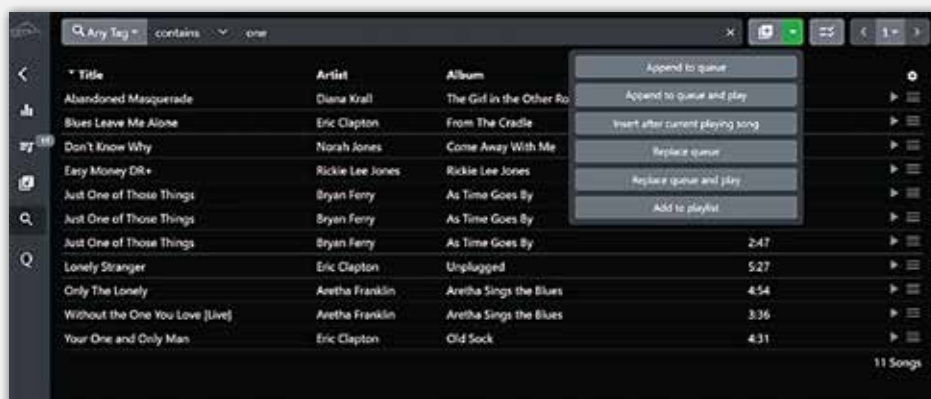 Any Tag contains one ×
1
Title Artist Album
Append to queue
Abandoned Masquerade Diana Krall The Girl in the Other Ro
Append to queue and play
Blues Leave Me Alone Eric Clapton From The Cradle
Insert after current playing song
Don't Know Why Norah Jones Come Away With Me
Replace queue
Easy Money DR+ Rickie Lee Jones Rickie Lee Jones
Replace queue and play
Just One of Those Things Bryan Ferry As Time Goes By
Add to playlist
Just One of Those Things Bryan Ferry As Time Goes By
Just One of Those Things Bryan Ferry As Time Goes By 2:47
Lonely Stranger Eric Clapton Unplugged 5:27
Only The Lonely Aretha Franklin Aretha Sings the Blues 4:54
Without the One You Love [Live] Aretha Franklin Aretha Sings the Blues 3:36
Your One and Only Man Eric Clapton Old Sock 4:31
11 Songs
Q